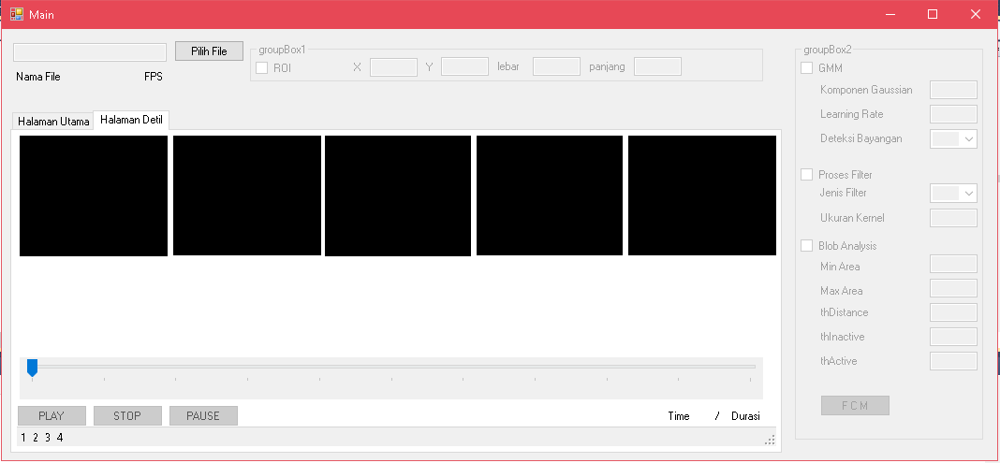 Main
Pilih File
Nama File FPS
groupBox1
ROI X Y lebar panjang
Halaman Utama Halaman Detil
PLAY STOP PAUSE
Time / Durasi
1 2 3 4
groupBox2
GMM
Komponen Gaussian
Learning Rate
Deteksi Bayangan
Proses Filter
Jenis Filter
Ukuran Kernel
Blob Analysis
Min Area
Max Area
thDistance
thInactive
thActive
F C M